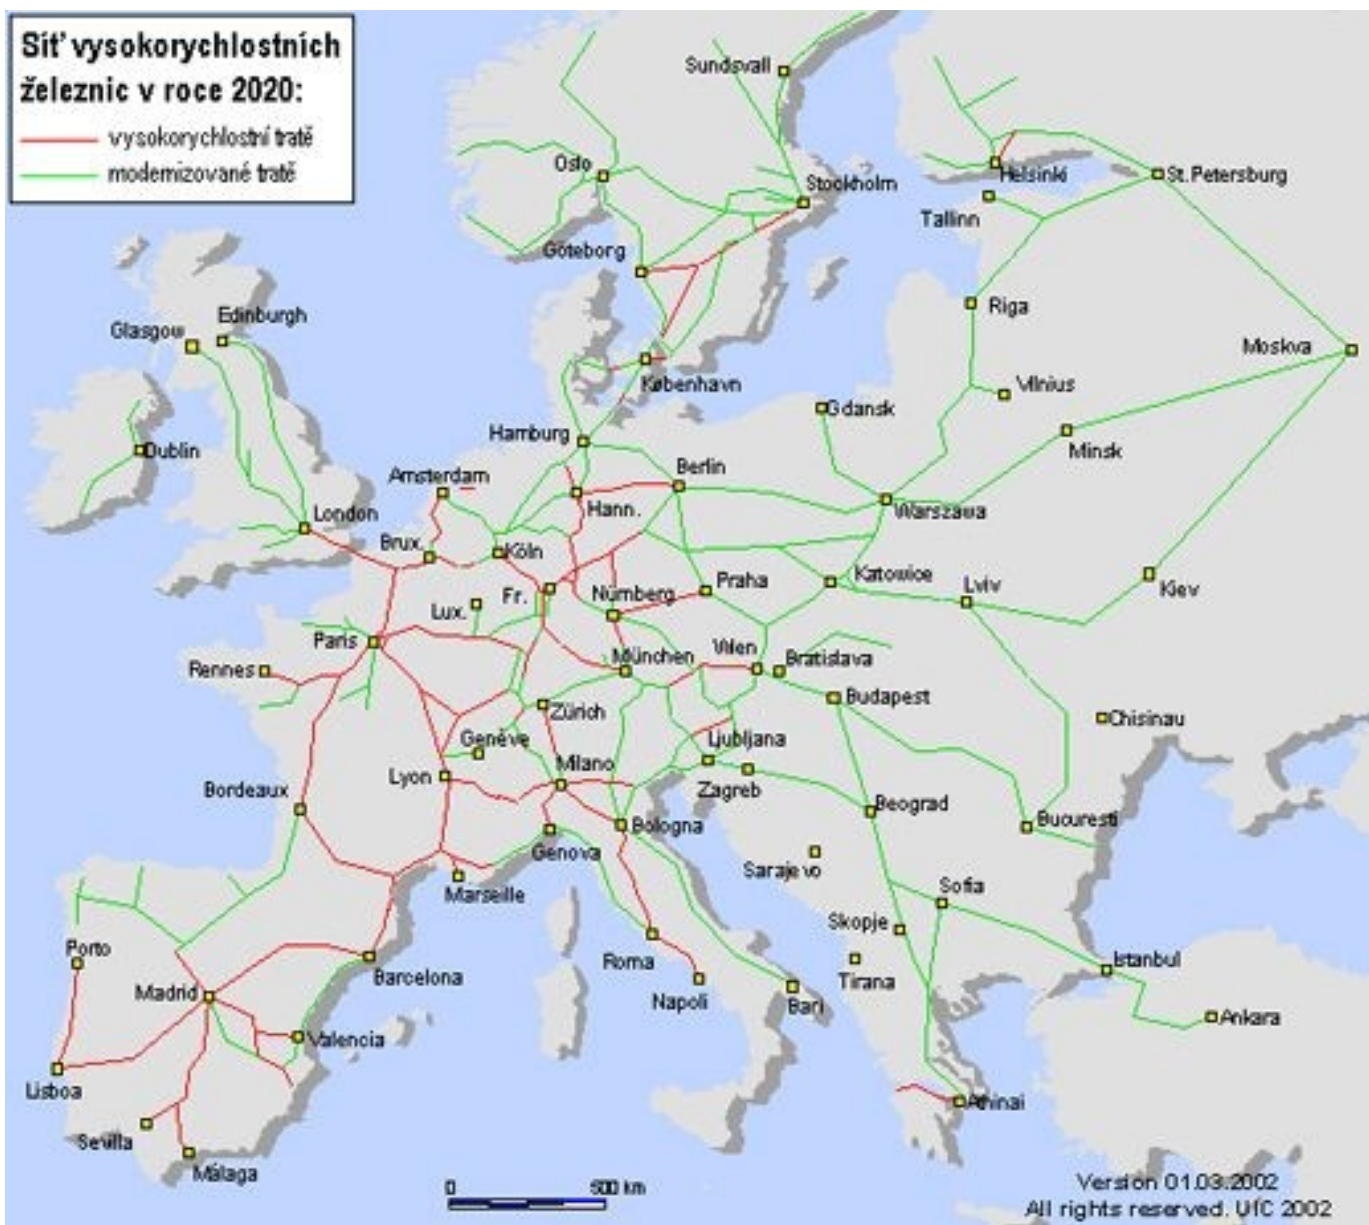 Síť vysokorychlostních
železnic v roce 2020:
vysokorychlostní tratě
modernizované tratě
Sundsvall
Oslo
Stockholm
Helsinki
St. Petersburg
Tallinn
Göteborg
Riga
Edinburgh
Glasgow
Moskva
København
Vilnius
Gdansk
Hamburg
Minsk
Dublin
Berlin
Amsterdam
Hann.
London
Warszawa
Brux.
Köln
Praha
Katowice
Lviv
Kiev
Fr.
Nürnberg
Lux.
Paris
Rennes
München
Wien
Bratislava
Budapest
Zürich
Chisinau
Genève
Ljubljana
Milano
Lyon
Zagreb
Bordeaux
Beograd
Bucuresti
Bologna
Genova
Sarajevo
Marseille
Sofia
Skopje
Porto
Roma
Istanbul
Barcelona
Tirana
Madrid
Napoli
Bari
Ankara
Valencia
Lisboa
Athinai
Sevilla
Málaga
0 500 km
Version 01.03.2002
All rights reserved. UIC 2002